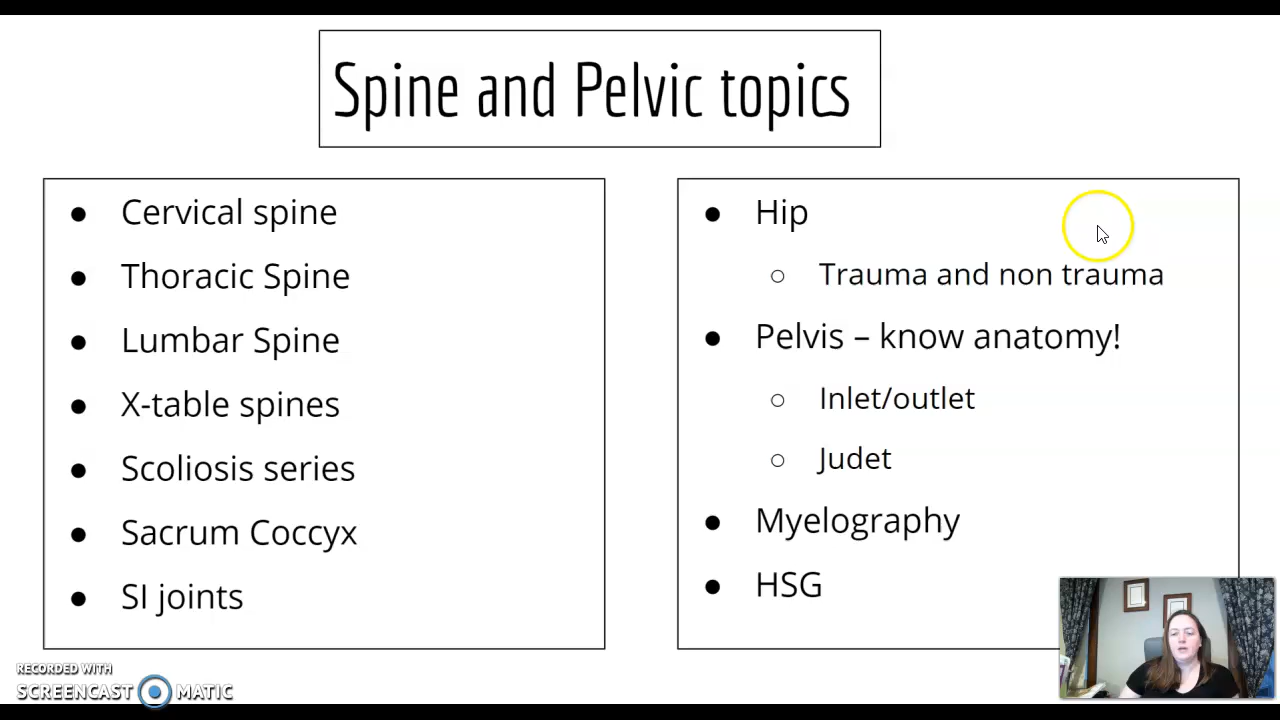 Spine and Pelvic topics
● Cervical spine
● Thoracic Spine
● Lumbar Spine
● X-table spines
● Scoliosis series
● Sacrum Coccyx
● SI joints
● Hip
○ Trauma and non trauma
● Pelvis – know anatomy!
○ Inlet/outlet
○ Judet
● Myelography
● HSG
RECORDED WITH
SCREENCAST MATIC